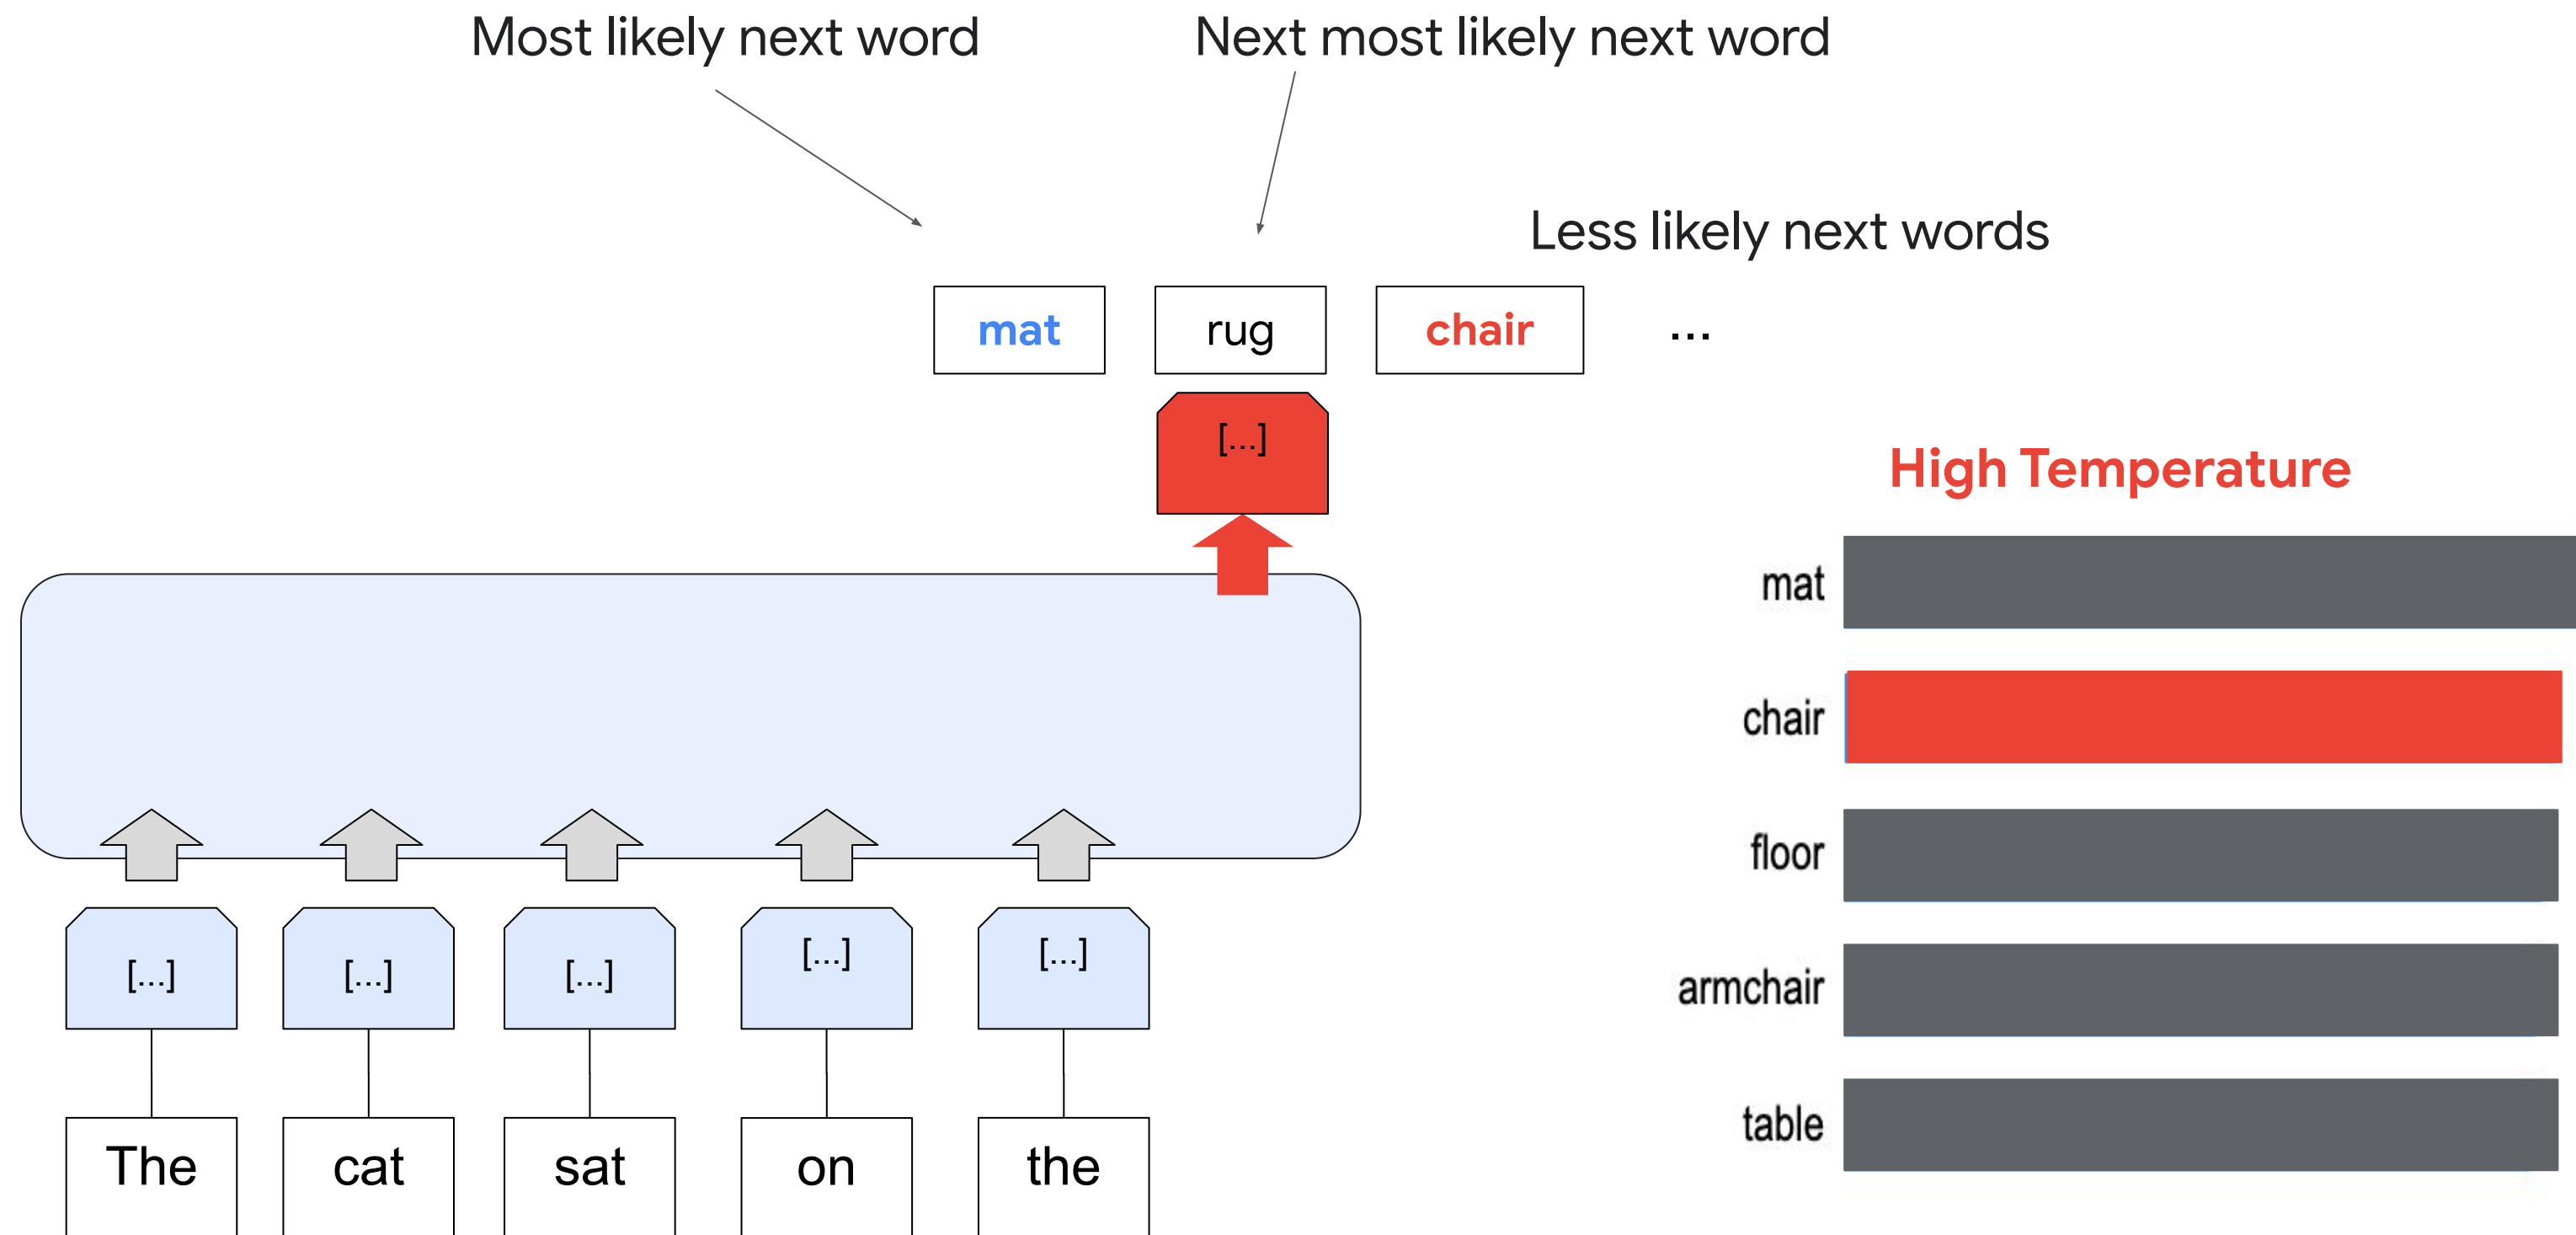 Most likely next word
Next most likely next word
Less likely next words
mat
rug
chair
...
[...]
High Temperature
mat
chair
floor
armchair
table
[...]
[...]
[...]
[...]
[...]
The
cat
sat
on
the